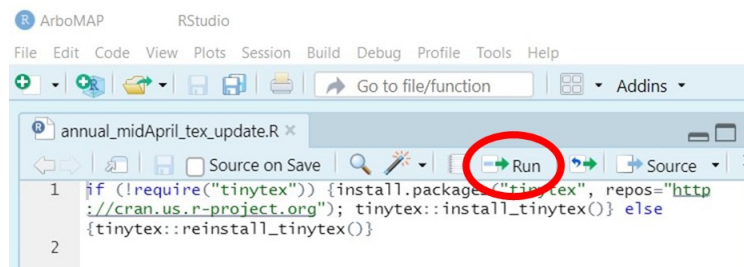 R ArboMAP RStudio
File Edit Code View Plots Session Build Debug Profile Tools Help
R Go to file/function Addins
R annual_midApril_tex_update.R ×
Source on Save Run Source
1 if (!require("tinytex")) {install.packages("tinytex", repos="http
://cran.us.r-project.org"); tinytex::install_tinytex()} else
{tinytex::reinstall_tinytex()}
2